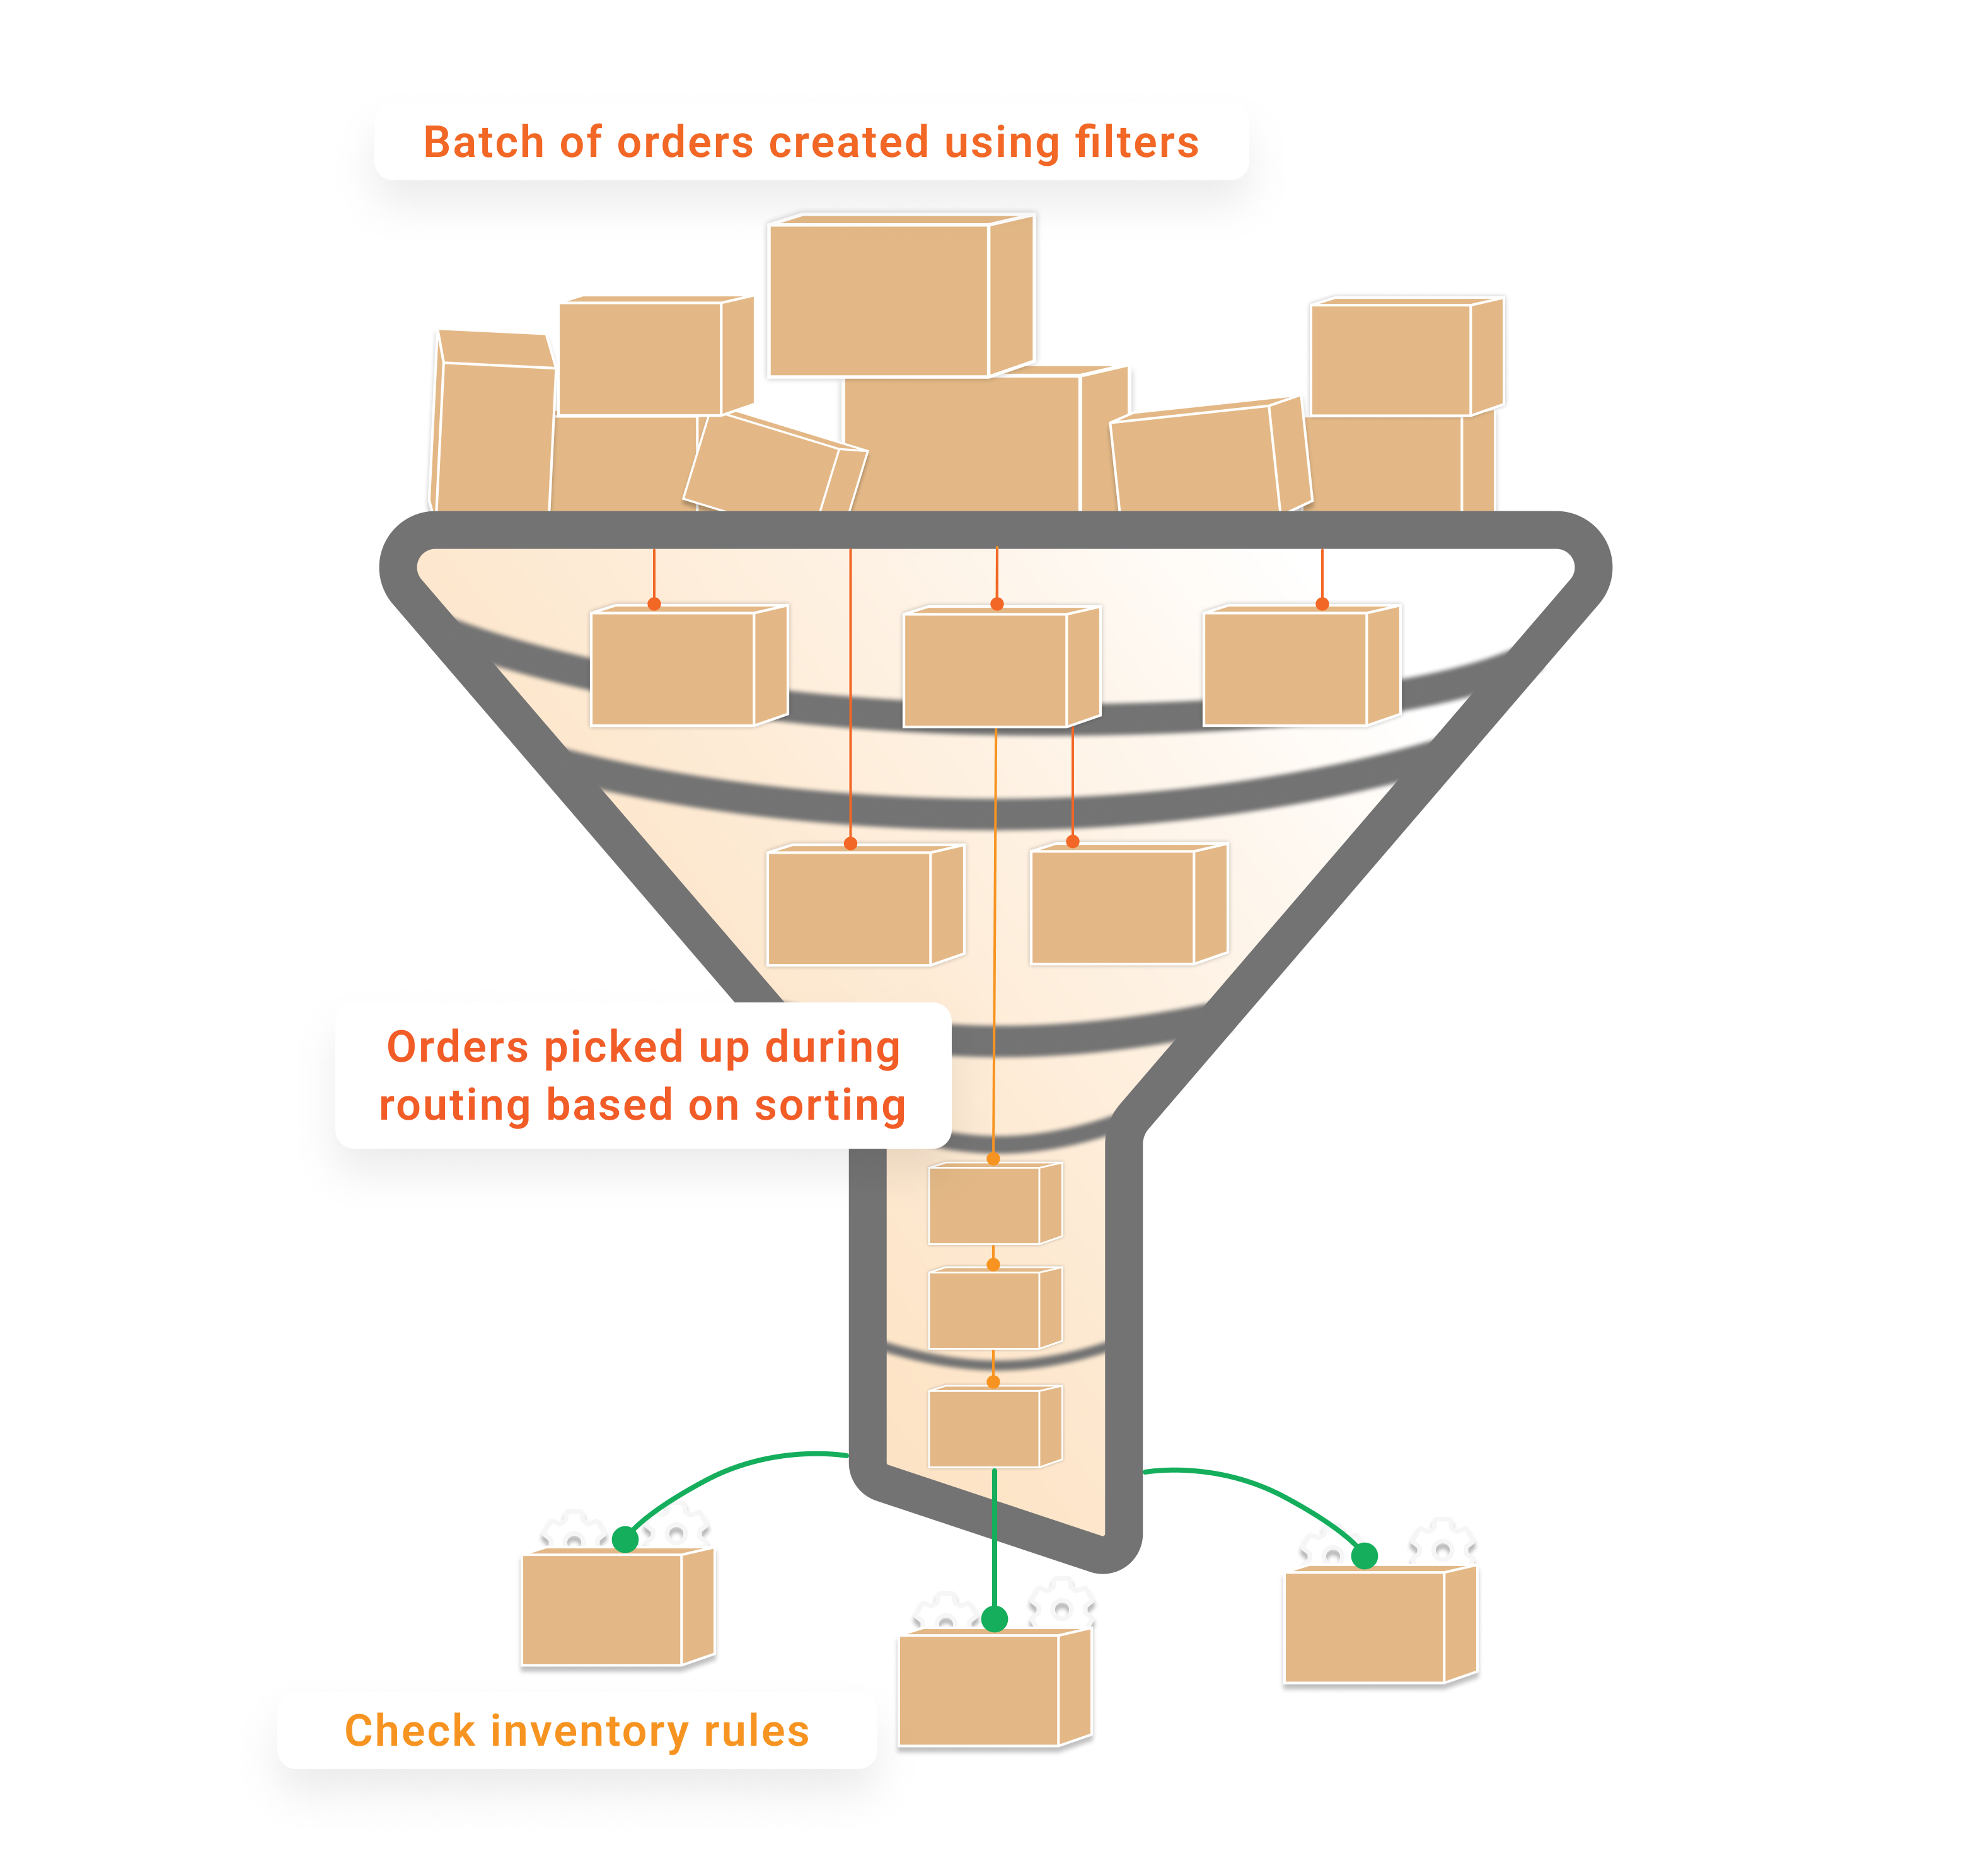 Batch of orders created using filters
Orders picked up during
routing based on sorting
Check inventory rules